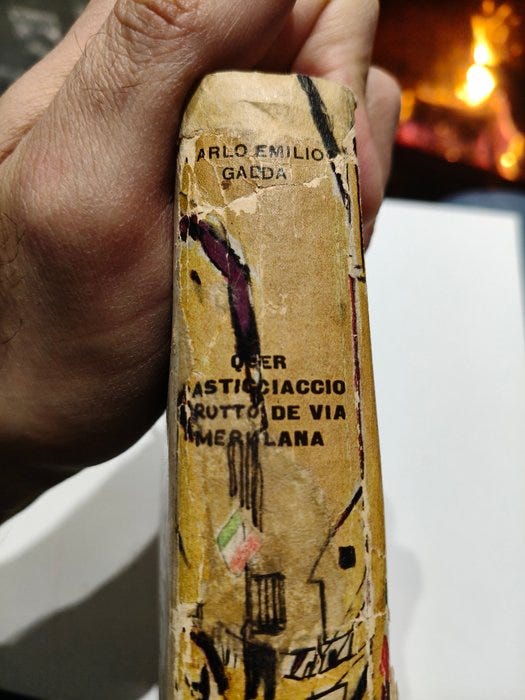 ARLO EMILIO
GADDA
QUER
ASTICCIACCIO
RUTTO DE VIA
MERULANA